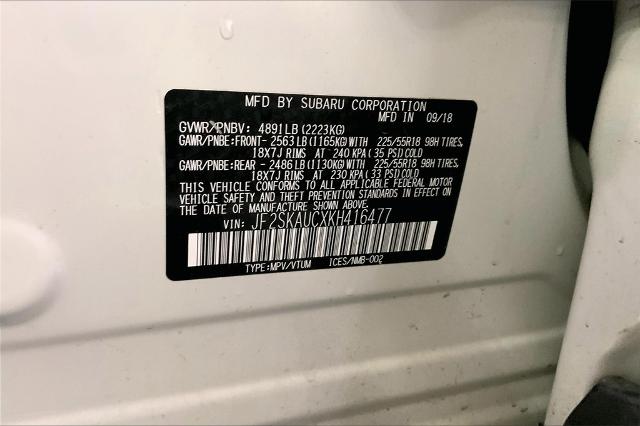 MFD BY SUBARU CORPORATION
MFD IN 09/18
GVWR/PNBV: 4891LB(2223KG)
GAWR/PNBE:FRONT- 2563LB(1165KG)WITH 225/55R18 98H TIRES,
18X7J RIMS AT 240 KPA(35 PSI)COLD
GAWR/PNBE:REAR - 2486LB(1130KG)WITH 225/55R18 98H TIRES,
18X7J RIMS AT 230 KPA(33 PSI)COLD
THIS VEHICLE CONFORMS TO ALL APPLICABLE FEDERAL MOTOR
VEHICLE SAFETY AND THEFT PREVENTION STANDARDS IN EFFECT ON
THE DATE OF MANUFACTURE SHOWN ABOVE.
VIN: JF2SKAUCXKH416477
TYPE:MPV/VTUM ICES/NMB-002